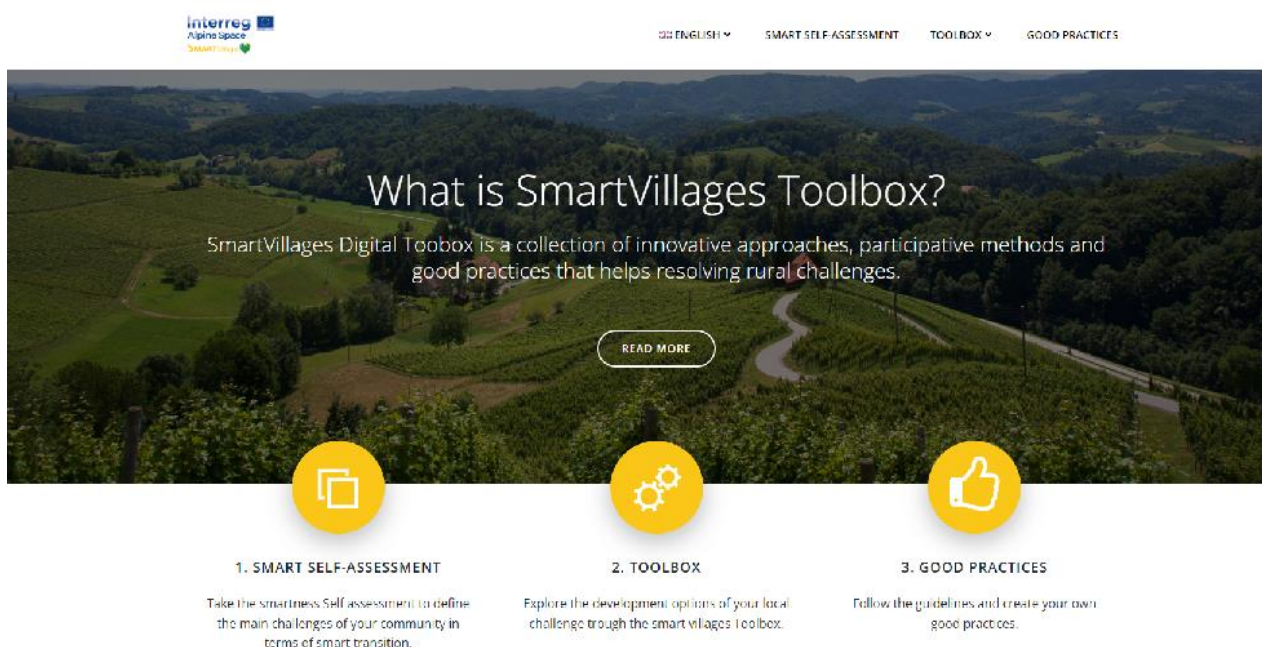 Interreg
Alpine Space
SmartVillages
ENGLISH
SMART SELF-ASSESSMENT
TOOLBOX
GOOD PRACTICES
What is SmartVillages Toolbox?
SmartVillages Digital Toobox is a collection of innovative approaches, participative methods and
good practices that helps resolving rural challenges.
READ MORE
1. SMART SELF-ASSESSMENT
Take the smartness Self assessment to define
the main challenges of your community in
terms of smart transition.
2. TOOLBOX
Explore the development options of your local
challenge trough the smart villages Toolbox.
3. GOOD PRACTICES
Follow the guidelines and create your own
good practices.